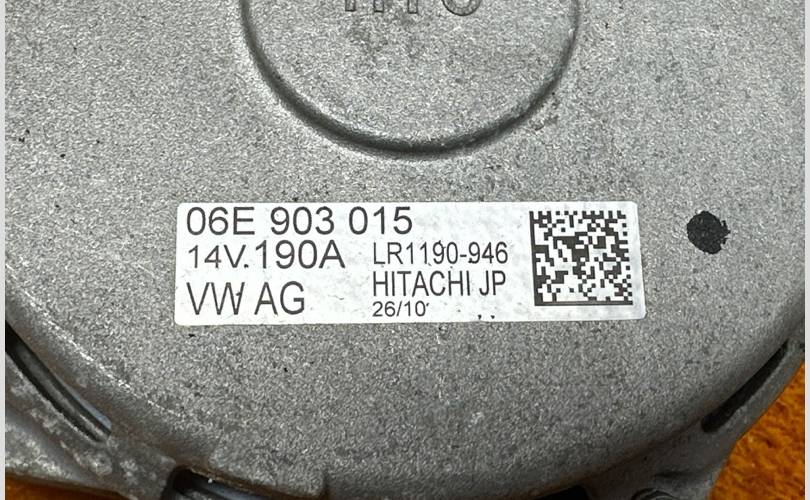 06E 903 015
14V.190A LR1190-946
VW AG HITACHI JP
26/10